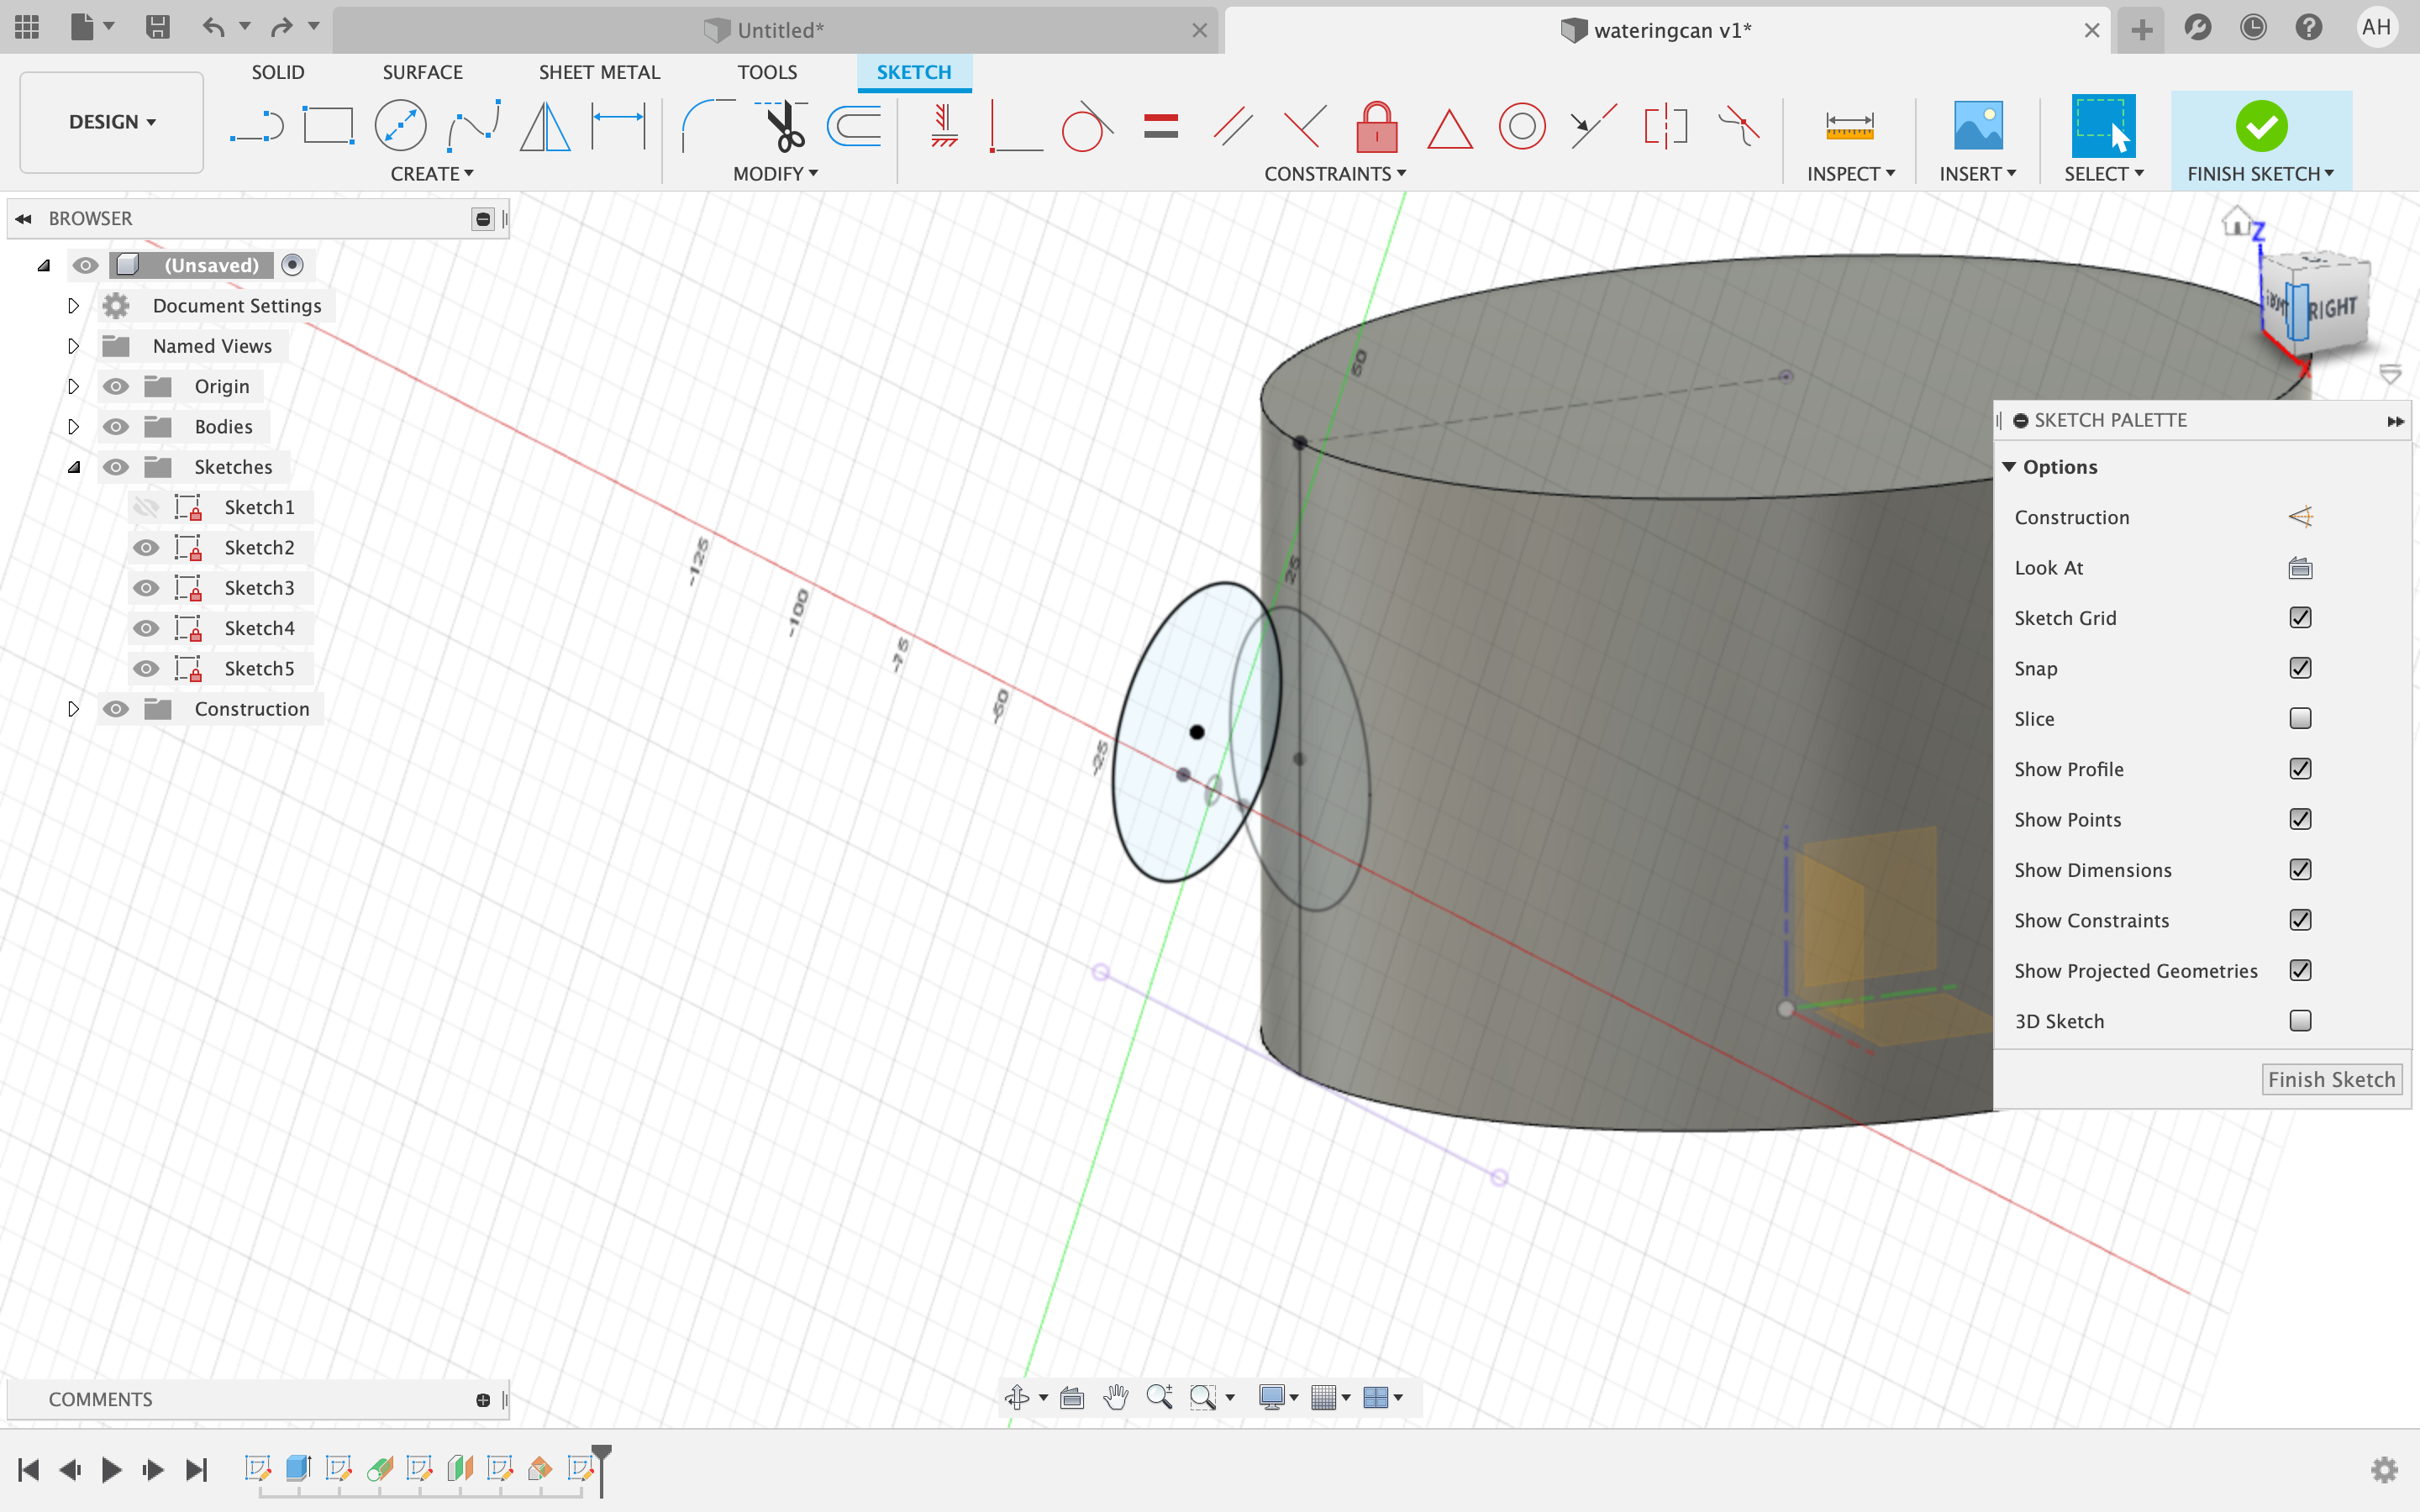 Untitled*
wateringcan v1*
AH
DESIGN
SOLID
SURFACE
SHEET METAL
TOOLS
SKETCH
CREATE
MODIFY
CONSTRAINTS
INSPECT
INSERT
SELECT
FINISH SKETCH
BROWSER
(Unsaved)
Document Settings
Named Views
Origin
Bodies
Sketches
Sketch1
Sketch2
Sketch3
Sketch4
Sketch5
Construction
Z
RIGHT
X
50
25
-125
-100
-75
-50
-25
0
SKETCH PALETTE
Options
Construction
Look At
Sketch Grid
Snap
Slice
Show Profile
Show Points
Show Dimensions
Show Constraints
Show Projected Geometries
3D Sketch
Finish Sketch
COMMENTS